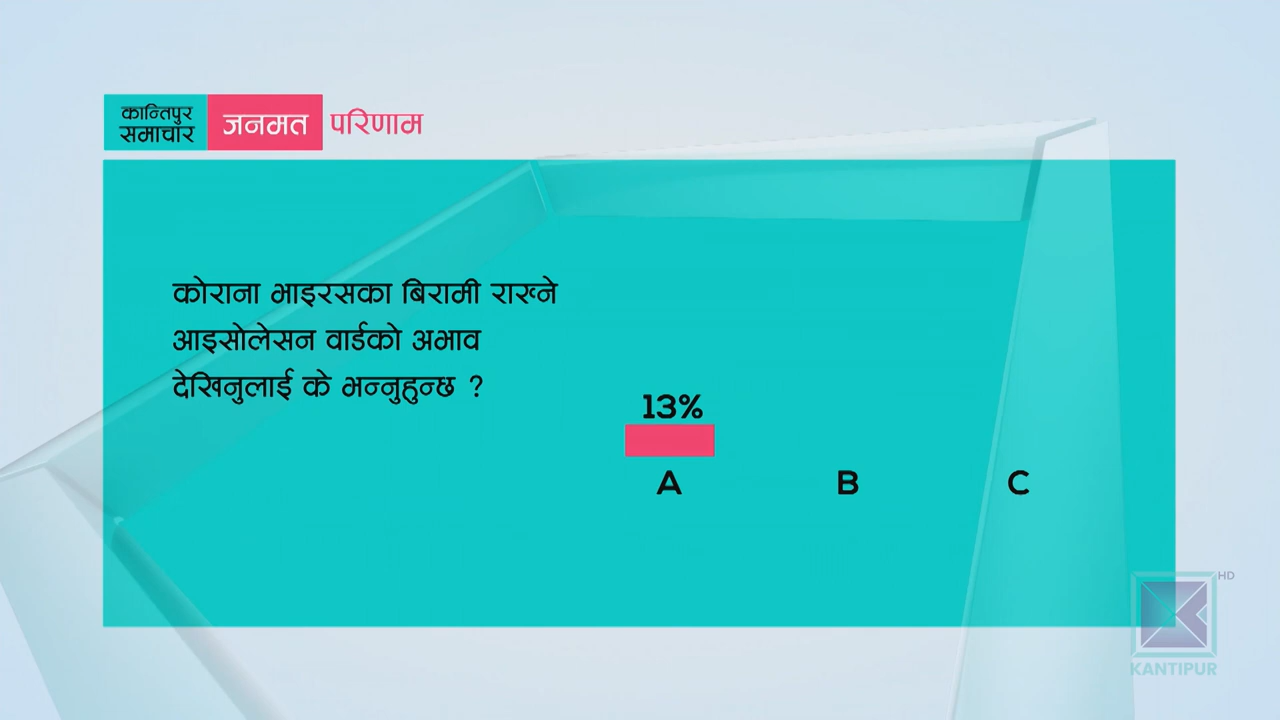 कान्तिपुर
समाचार
जनमत परिणाम
कोराना भाइरसका बिरामी राख्ने
आइसोलेसन वार्डको अभाव
देखिनुलाई के भन्नुहुन्छ ?
13%
A B C
HD
KANTIPUR